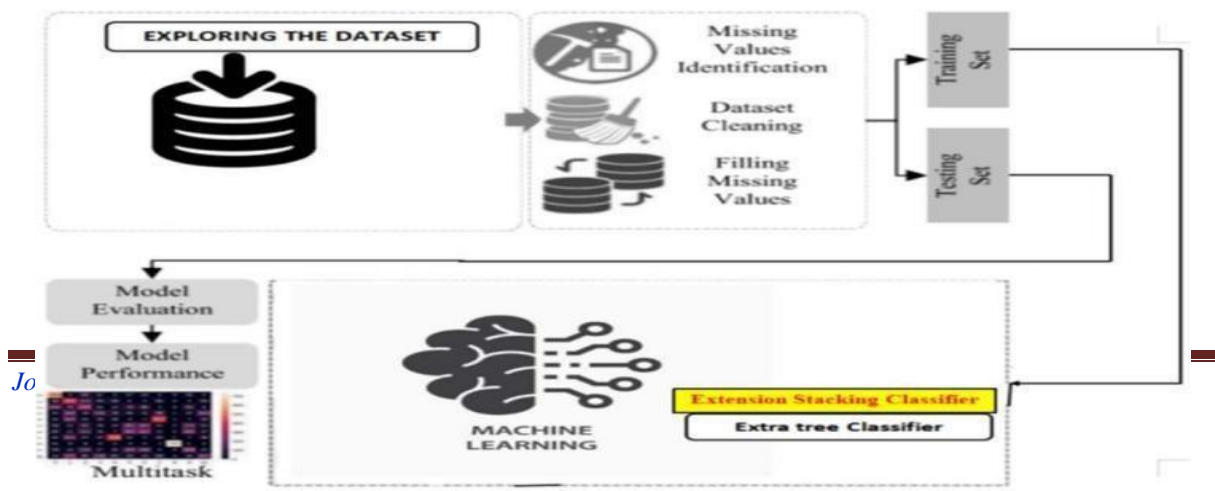 EXPLORING THE DATASET
Missing
Values
Identification
Dataset
Cleaning
Filling
Missing
Values
Training
Set
Testing
Set
Model
Evaluation
Model
Performance
Jo
Multitask
MACHINE
LEARNING
Extension Stacking Classifier
Extra tree Classifier